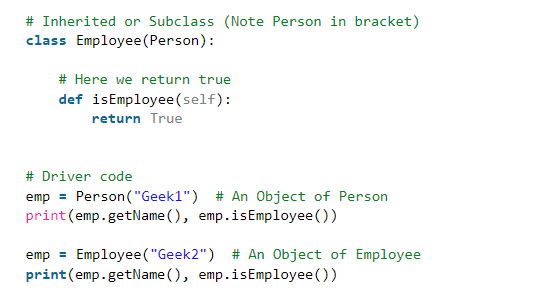 # Inherited or Subclass (Note Person in bracket)
class Employee(Person):
# Here we return true
def isEmployee(self):
return True
# Driver code
emp = Person("Geek1")  # An Object of Person
print(emp.getName(), emp.isEmployee())
emp = Employee("Geek2")  # An Object of Employee
print(emp.getName(), emp.isEmployee())